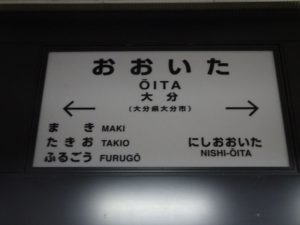 おおいた
ŌITA
大分
(大分県大分市)
まき MAKI
たきお TAKIO
ふるごう FURUGŌ
にしおおいた
NISHI-ŌITA